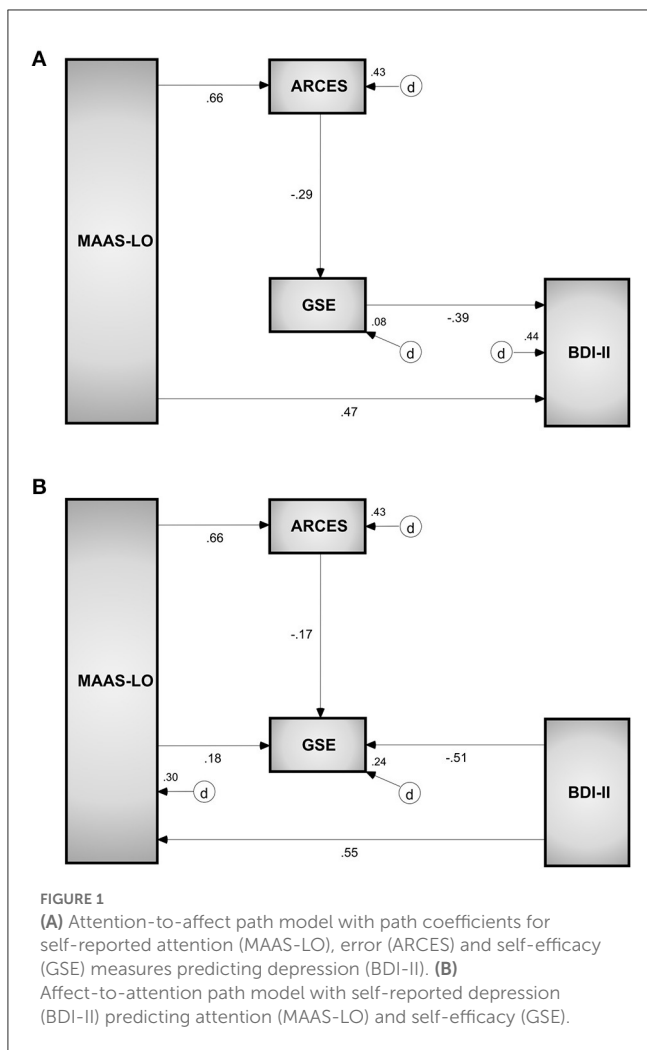 A
ARCES
.43
d
.66
-.29
MAAS-LO
GSE
.08
d
-.39
.44
d
BDI-II
.47
B
ARCES
.43
d
.66
-.17
MAAS-LO
GSE
.18
-.51
.24
d
.30
d
BDI-II
.55
FIGURE 1
(A) Attention-to-affect path model with path coefficients for
self-reported attention (MAAS-LO), error (ARCES) and self-efficacy
(GSE) measures predicting depression (BDI-II). (B)
Affect-to-attention path model with self-reported depression
(BDI-II) predicting attention (MAAS-LO) and self-efficacy (GSE).